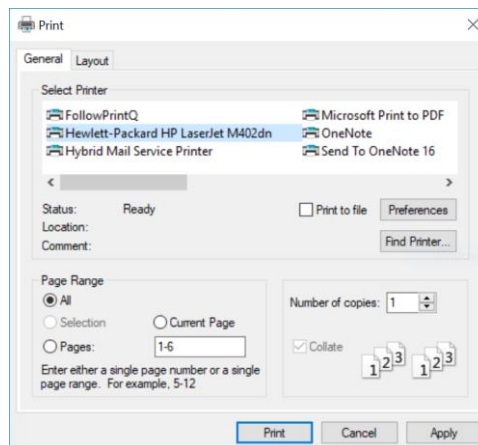 Print
General Layout
Select Printer
FollowPrintQ
Hewlett-Packard HP LaserJet M402dn
Hybrid Mail Service Printer
Microsoft Print to PDF
OneNote
Send To OneNote 16
Status: Ready
Location:
Comment:
Print to file
Preferences
Find Printer...
Page Range
All
Selection
Current Page
Pages: 1-6
Enter either a single page number or a single
page range. For example, 5-12
Number of copies: 1
Collate
1 2 3 1 2 3
Print Cancel Apply